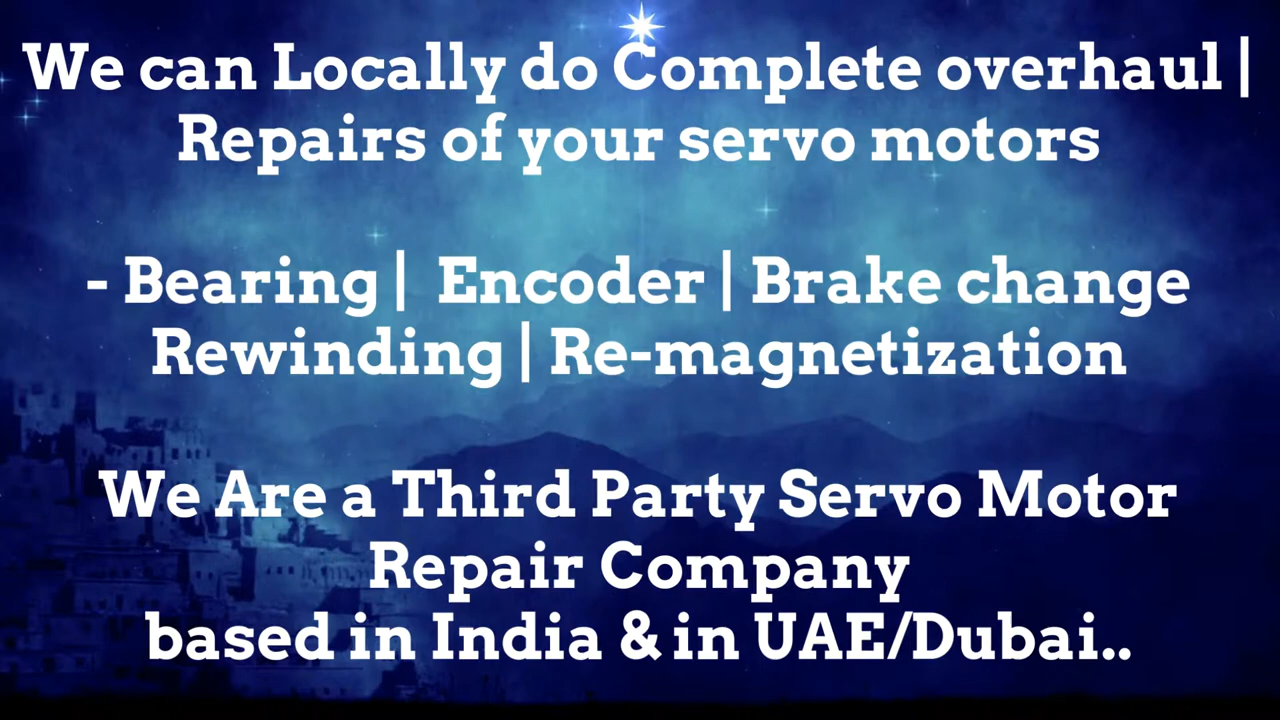 We can Locally do Complete overhaul |
Repairs of your servo motors
- Bearing | Encoder | Brake change
Rewinding | Re-magnetization
We Are a Third Party Servo Motor
Repair Company
based in India & in UAE/Dubai..